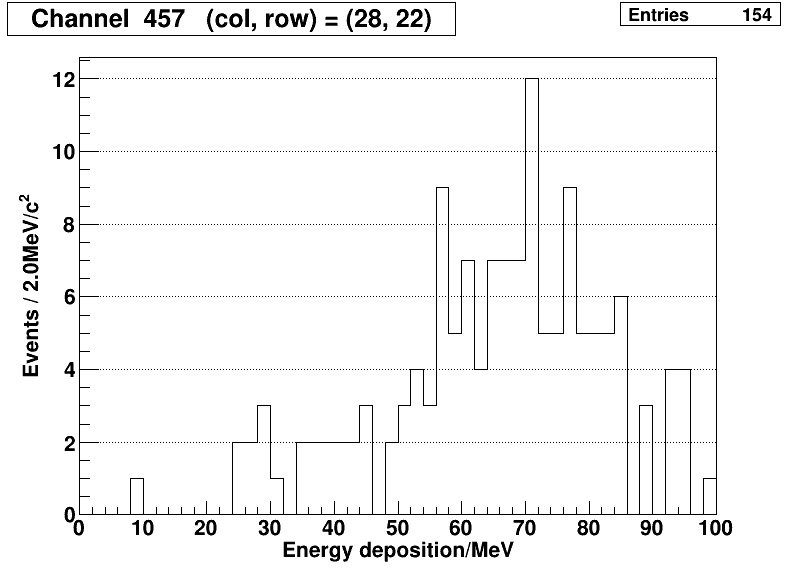 Channel 457 (col, row) = (28, 22)
Entries 154
Events / 2.0MeV/c²
12
10
8
6
4
2
0
0 10 20 30 40 50 60 70 80 90 100
Energy deposition/MeV